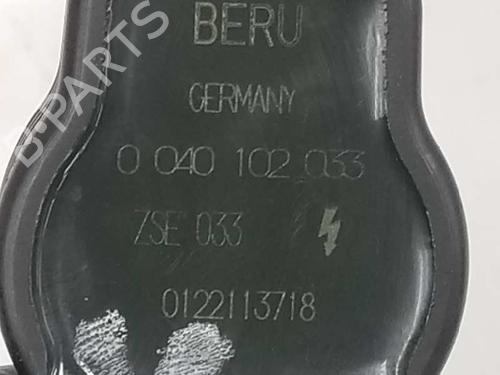 BERU
GERMANY
0 040 102 033
ZSE 033
0122113718
B-PARTS